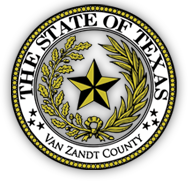 THE STATE OF TEXAS
VAN ZANDT COUNTY